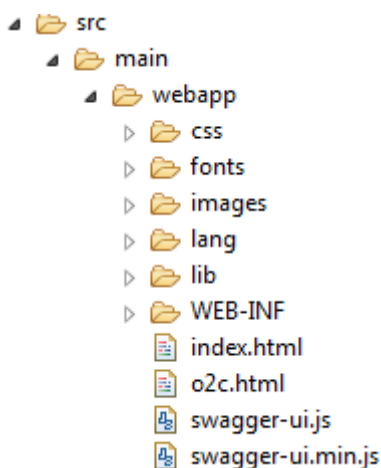 src
main
webapp
css
fonts
images
lang
lib
WEB-INF
index.html
o2c.html
swagger-ui.js
swagger-ui.min.js